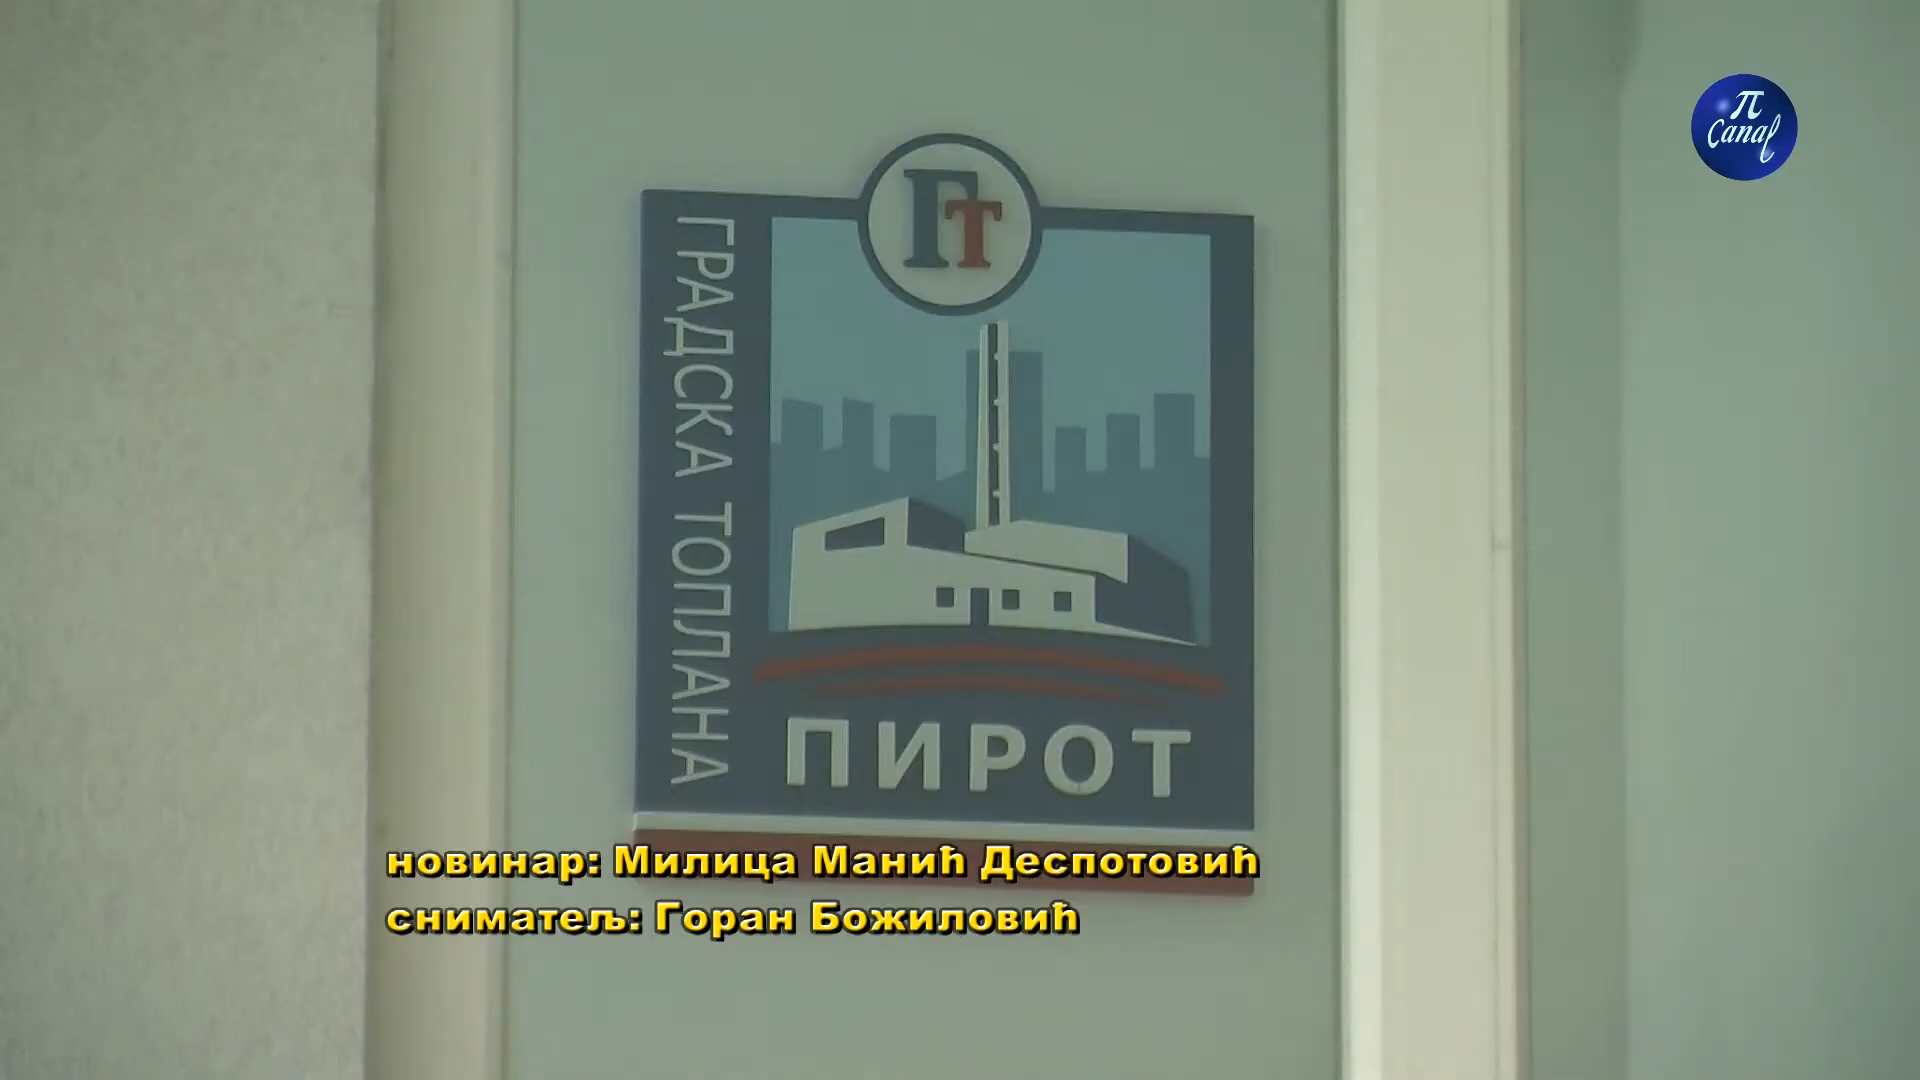 π
Canal
ГТ
ГРАДСКА ТОПЛАНА
ПИРОТ
новинар: Милица Манић Деспотовић
сниматељ: Горан Божиловић